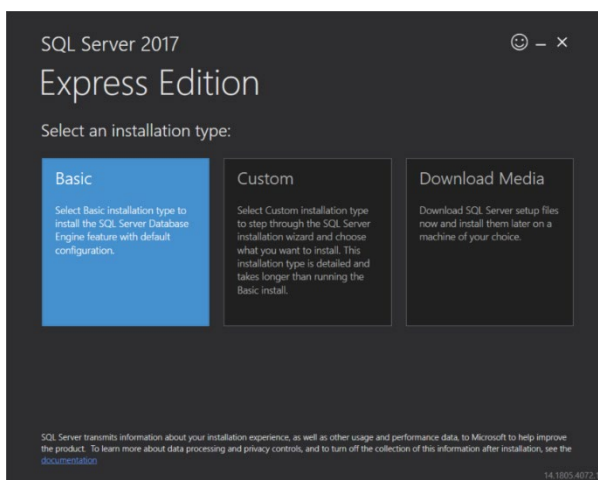 SQL Server 2017
Express Edition
Select an installation type:
Basic
Select Basic installation type to
install the SQL Server Database
Engine feature with default
configuration.
Custom
Select Custom installation type
to step through the SQL Server
installation wizard and choose
what you want to install. This
installation type is detailed and
takes longer than running the
Basic install.
Download Media
Download SQL Server setup files
now and install them later on a
machine of your choice.
SQL Server transmits information about your installation experience, as well as other usage and performance data, to Microsoft to help improve
the product. To learn more about data processing and privacy controls, and to turn off the collection of this information after installation, see the
documentation
14.1805.4072.1